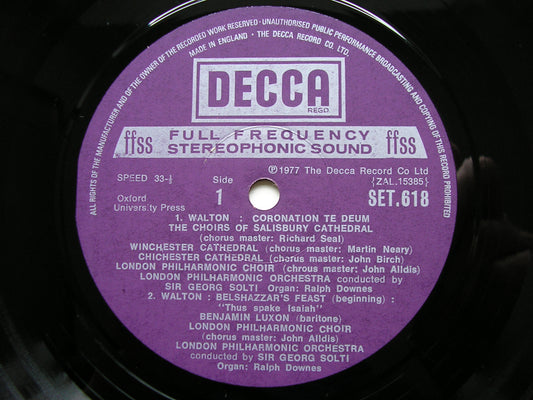 ALL RIGHTS OF THE MANUFACTURER AND OF THE OWNER OF THE RECORDED WORK RESERVED · UNAUTHORISED PUBLIC PERFORMANCE BROADCASTING AND COPYING OF THIS RECORD PROHIBITED
MADE IN ENGLAND · THE DECCA RECORD CO. LTD.
DECCA
REGD.
ffss FULL FREQUENCY ffss
STEREOPHONIC SOUND
℗1977 The Decca Record Co Ltd
SPEED 33-⅓ Side {ZAL.15385}
Oxford 1 SET.618
University Press
1. WALTON : CORONATION TE DEUM
THE CHOIRS OF SALISBURY CATHEDRAL
(chorus master: Richard Seal)
WINCHESTER CATHEDRAL (chorus master: Martin Neary)
CHICHESTER CATHEDRAL (chorus master: John Birch)
LONDON PHILHARMONIC CHOIR (chrous master: John Alldis)
LONDON PHILHARMONIC ORCHESTRA conducted by
SIR GEORG SOLTI Organ: Ralph Downes
2. WALTON : BELSHAZZAR'S FEAST (beginning) :
"Thus spake Isaiah"
BENJAMIN LUXON (baritone)
LONDON PHILHARMONIC CHOIR
(chorus master: John Alldis)
LONDON PHILHARMONIC ORCHESTRA
conducted by SIR GEORG SOLTI
Organ: Ralph Downes